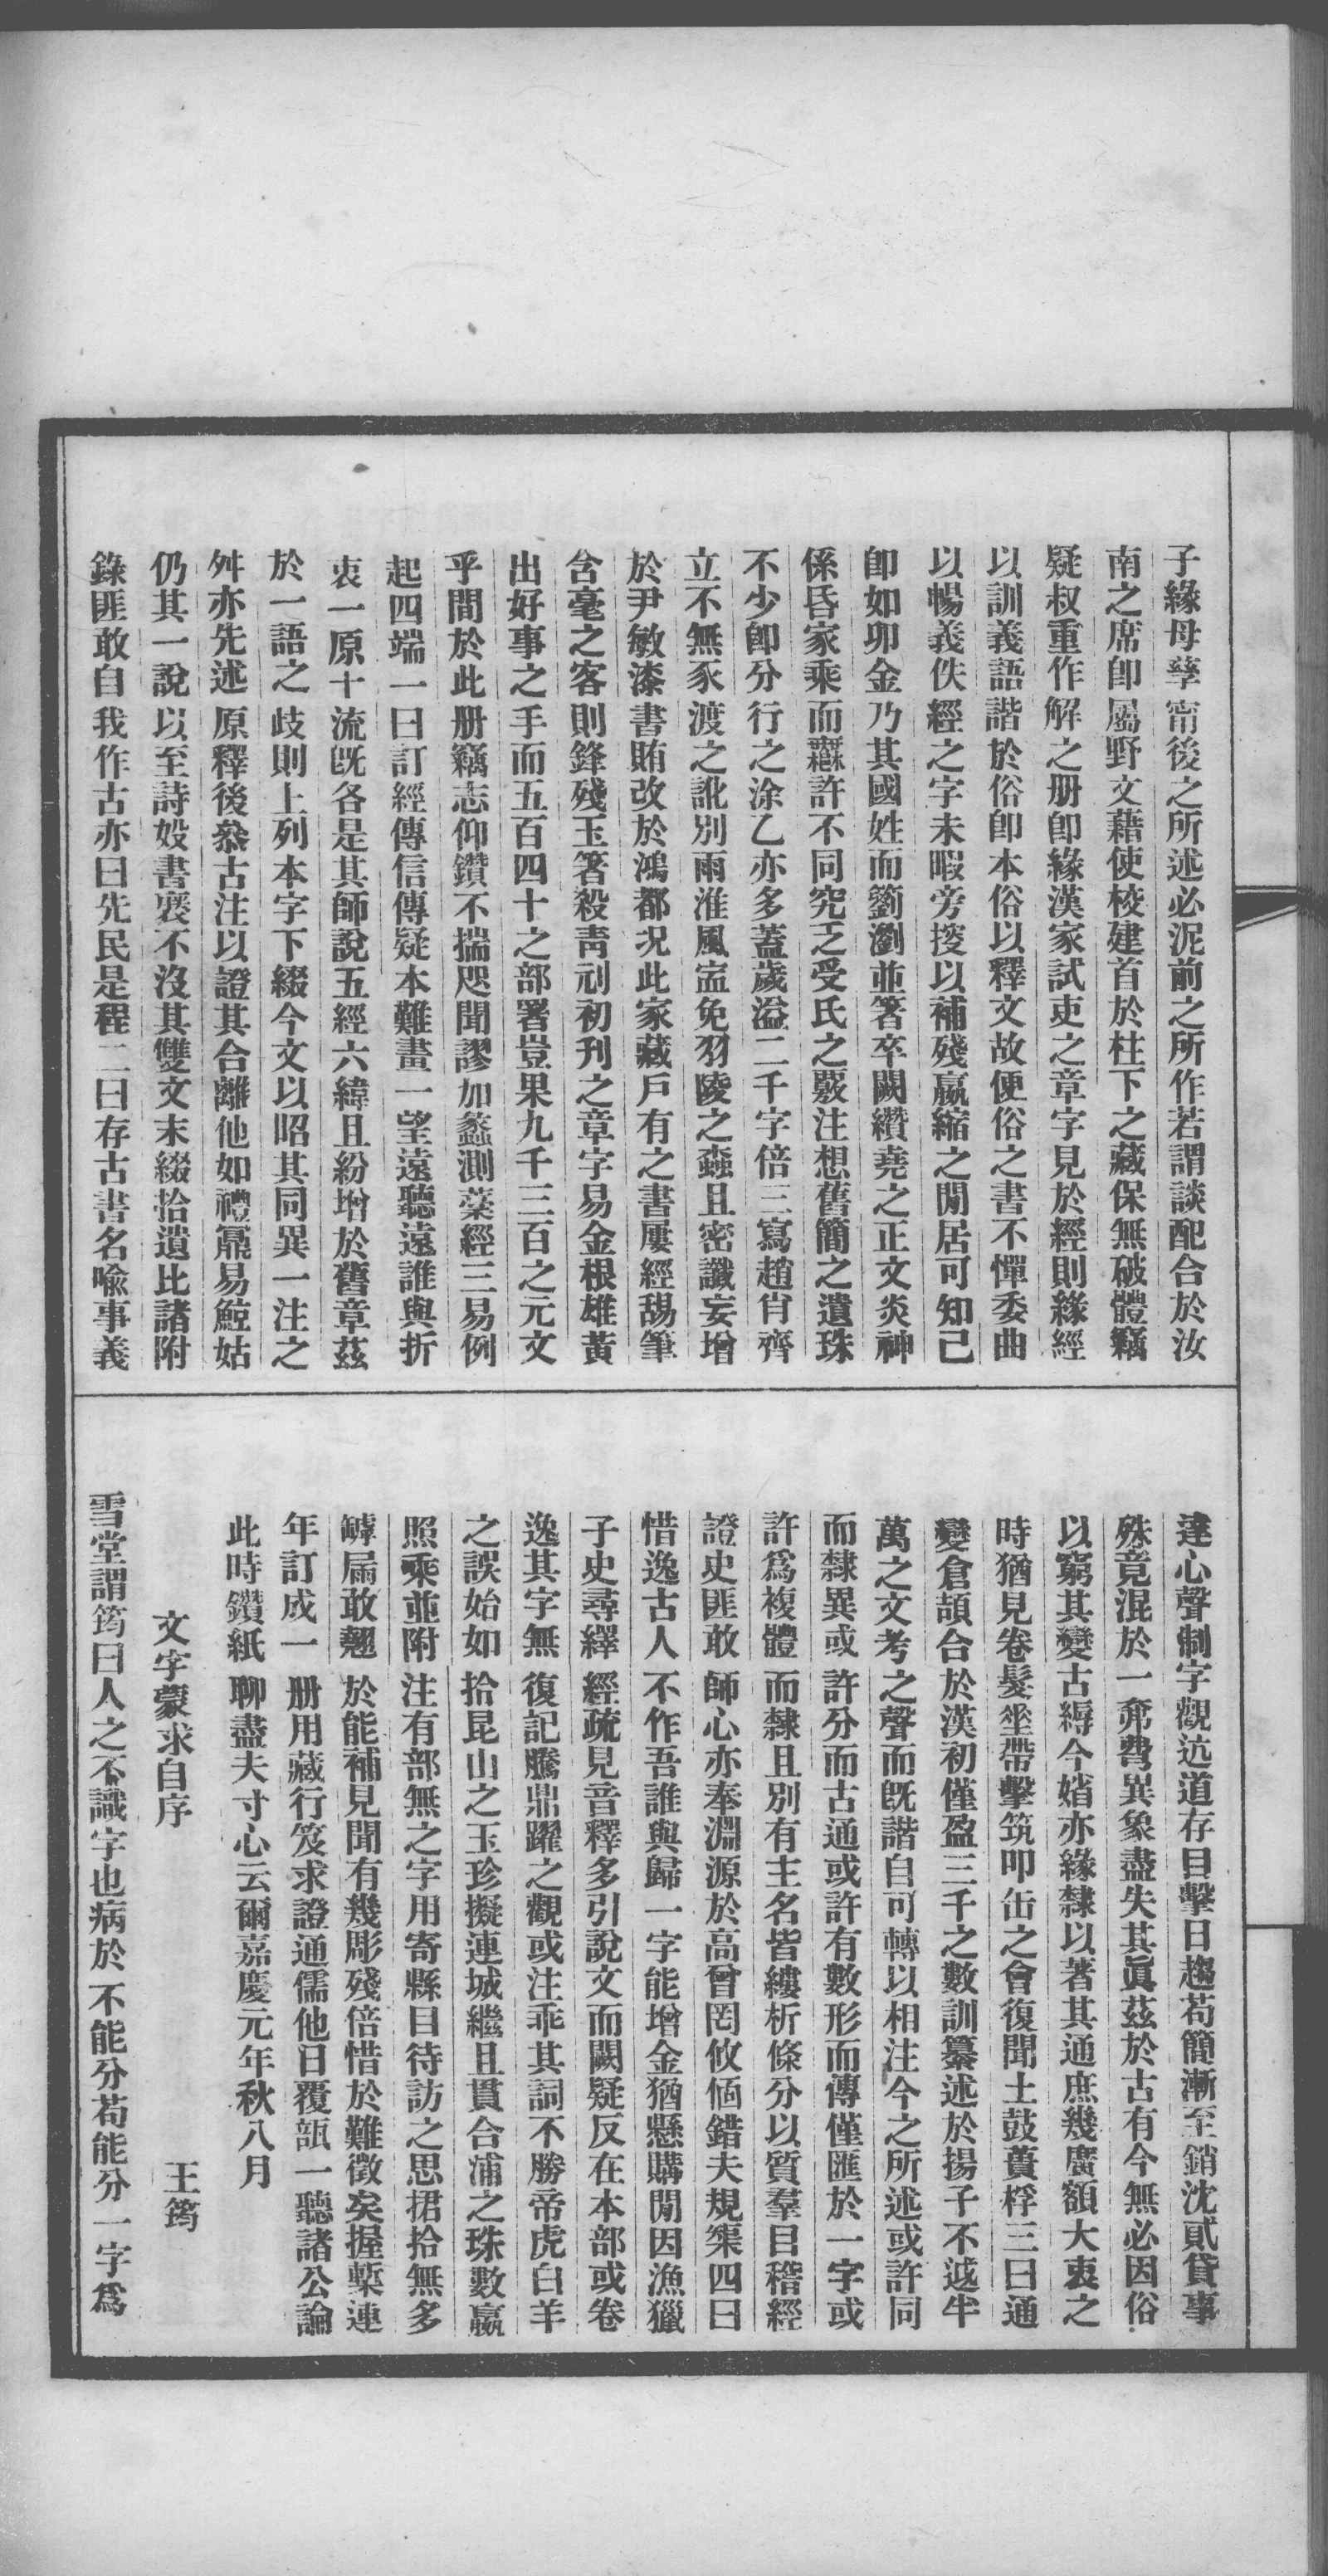 子緣母孳甯後之所述必泥前之所作若謂談配合於汝
南之席卽屬野文藉使校建首於柱下之藏保無破體竊
疑叔重作解之册卽緣漢家試吏之章字見於經則緣經
以訓義語諧於俗卽本俗以釋文故便俗之書不憚委曲
以暢義佚經之字未暇旁搜以補殘嬴縮之閒居可知已
卽如卯金乃其國姓而劉瀏並箸卒闕纘堯之正文炎神
係昏家乘而許不同究乏受氏之覈注想舊簡之遺珠
不少卽分行之涂乙亦多蓋歲溢二千字倍三寫趙肖齊
立不無豕渡之訛別雨淮風寍免羽陵之蝨且密讖妄增
於尹敏漆書賄改於鴻都况此家藏戶有之書屢經舓筆
含毫之客則鋒殘玉箸殺靑刓初刋之章字易金根雄黃
出好事之手而五百四十之部署豈果九千三百之元文
乎閒於此册竊志仰鑽不揣咫聞謬加蠡測蔂經三易例
起四端一曰訂經傳信傳疑本難畫一望遠聽遠誰與折
衷一原十流旣各是其師說五經六緯且紛增於舊章茲
於一語之歧則上列本字下綴今文以昭其同異一注之
舛亦先述原釋後叅古注以證其合離他如禮鼏易鯨姑
仍其一說以至詩㜝書褎不沒其雙文末綴拾遺比諸附
錄匪敢自我作古亦曰先民是程二曰存古書名喩事義
達心聲制字觀迒道存目擊日趨苟簡漸至銷沈貳貸事
殊竟混於一奔㬱異象盡失其眞茲於古有今無必因俗
以窮其變古縟今媘亦緣隸以著其通庶幾廣額大衷之
時猶見卷髮垂帶擊筑叩缶之會復聞土鼓蕢桴三曰通
變倉頡合於漢初僅盈三千之數訓纂述於揚子不逑半
萬之文考之聲而旣諧自可轉以相注今之所述或許同
而隸異或許分而古通或許有數形而傳僅匯於一字或
許爲複體而隸且別有主名皆縷析條分以質羣目稽經
證史匪敢師心亦奉淵源於高曾罔攸偭錯夫規榘四曰
惜逸古人不作吾誰與歸一字能增金猶懸購閒因漁獵
子史尋繹經疏見音釋多引說文而闕疑反在本部或卷
逸其字無復記騰鼎躍之觀或注乖其詞不勝帝虎白羊
之誤始如拾昆山之玉珍擬連城繼且貫合浦之珠數嬴
照乘並附注有部無之字用寄縣目待訪之思捃拾無多
罅扁敢翹於能補見聞有幾彫殘倍惜於難徵矣握槧連
年訂成一册用藏行笈求證通儒他日覆瓿一聽諸公論
此時鑽紙聊盡夫寸心云爾嘉慶元年秋八月
文字蒙求自序　王筠
雪堂謂筠曰人之不識字也病於不能分苟能分一字爲